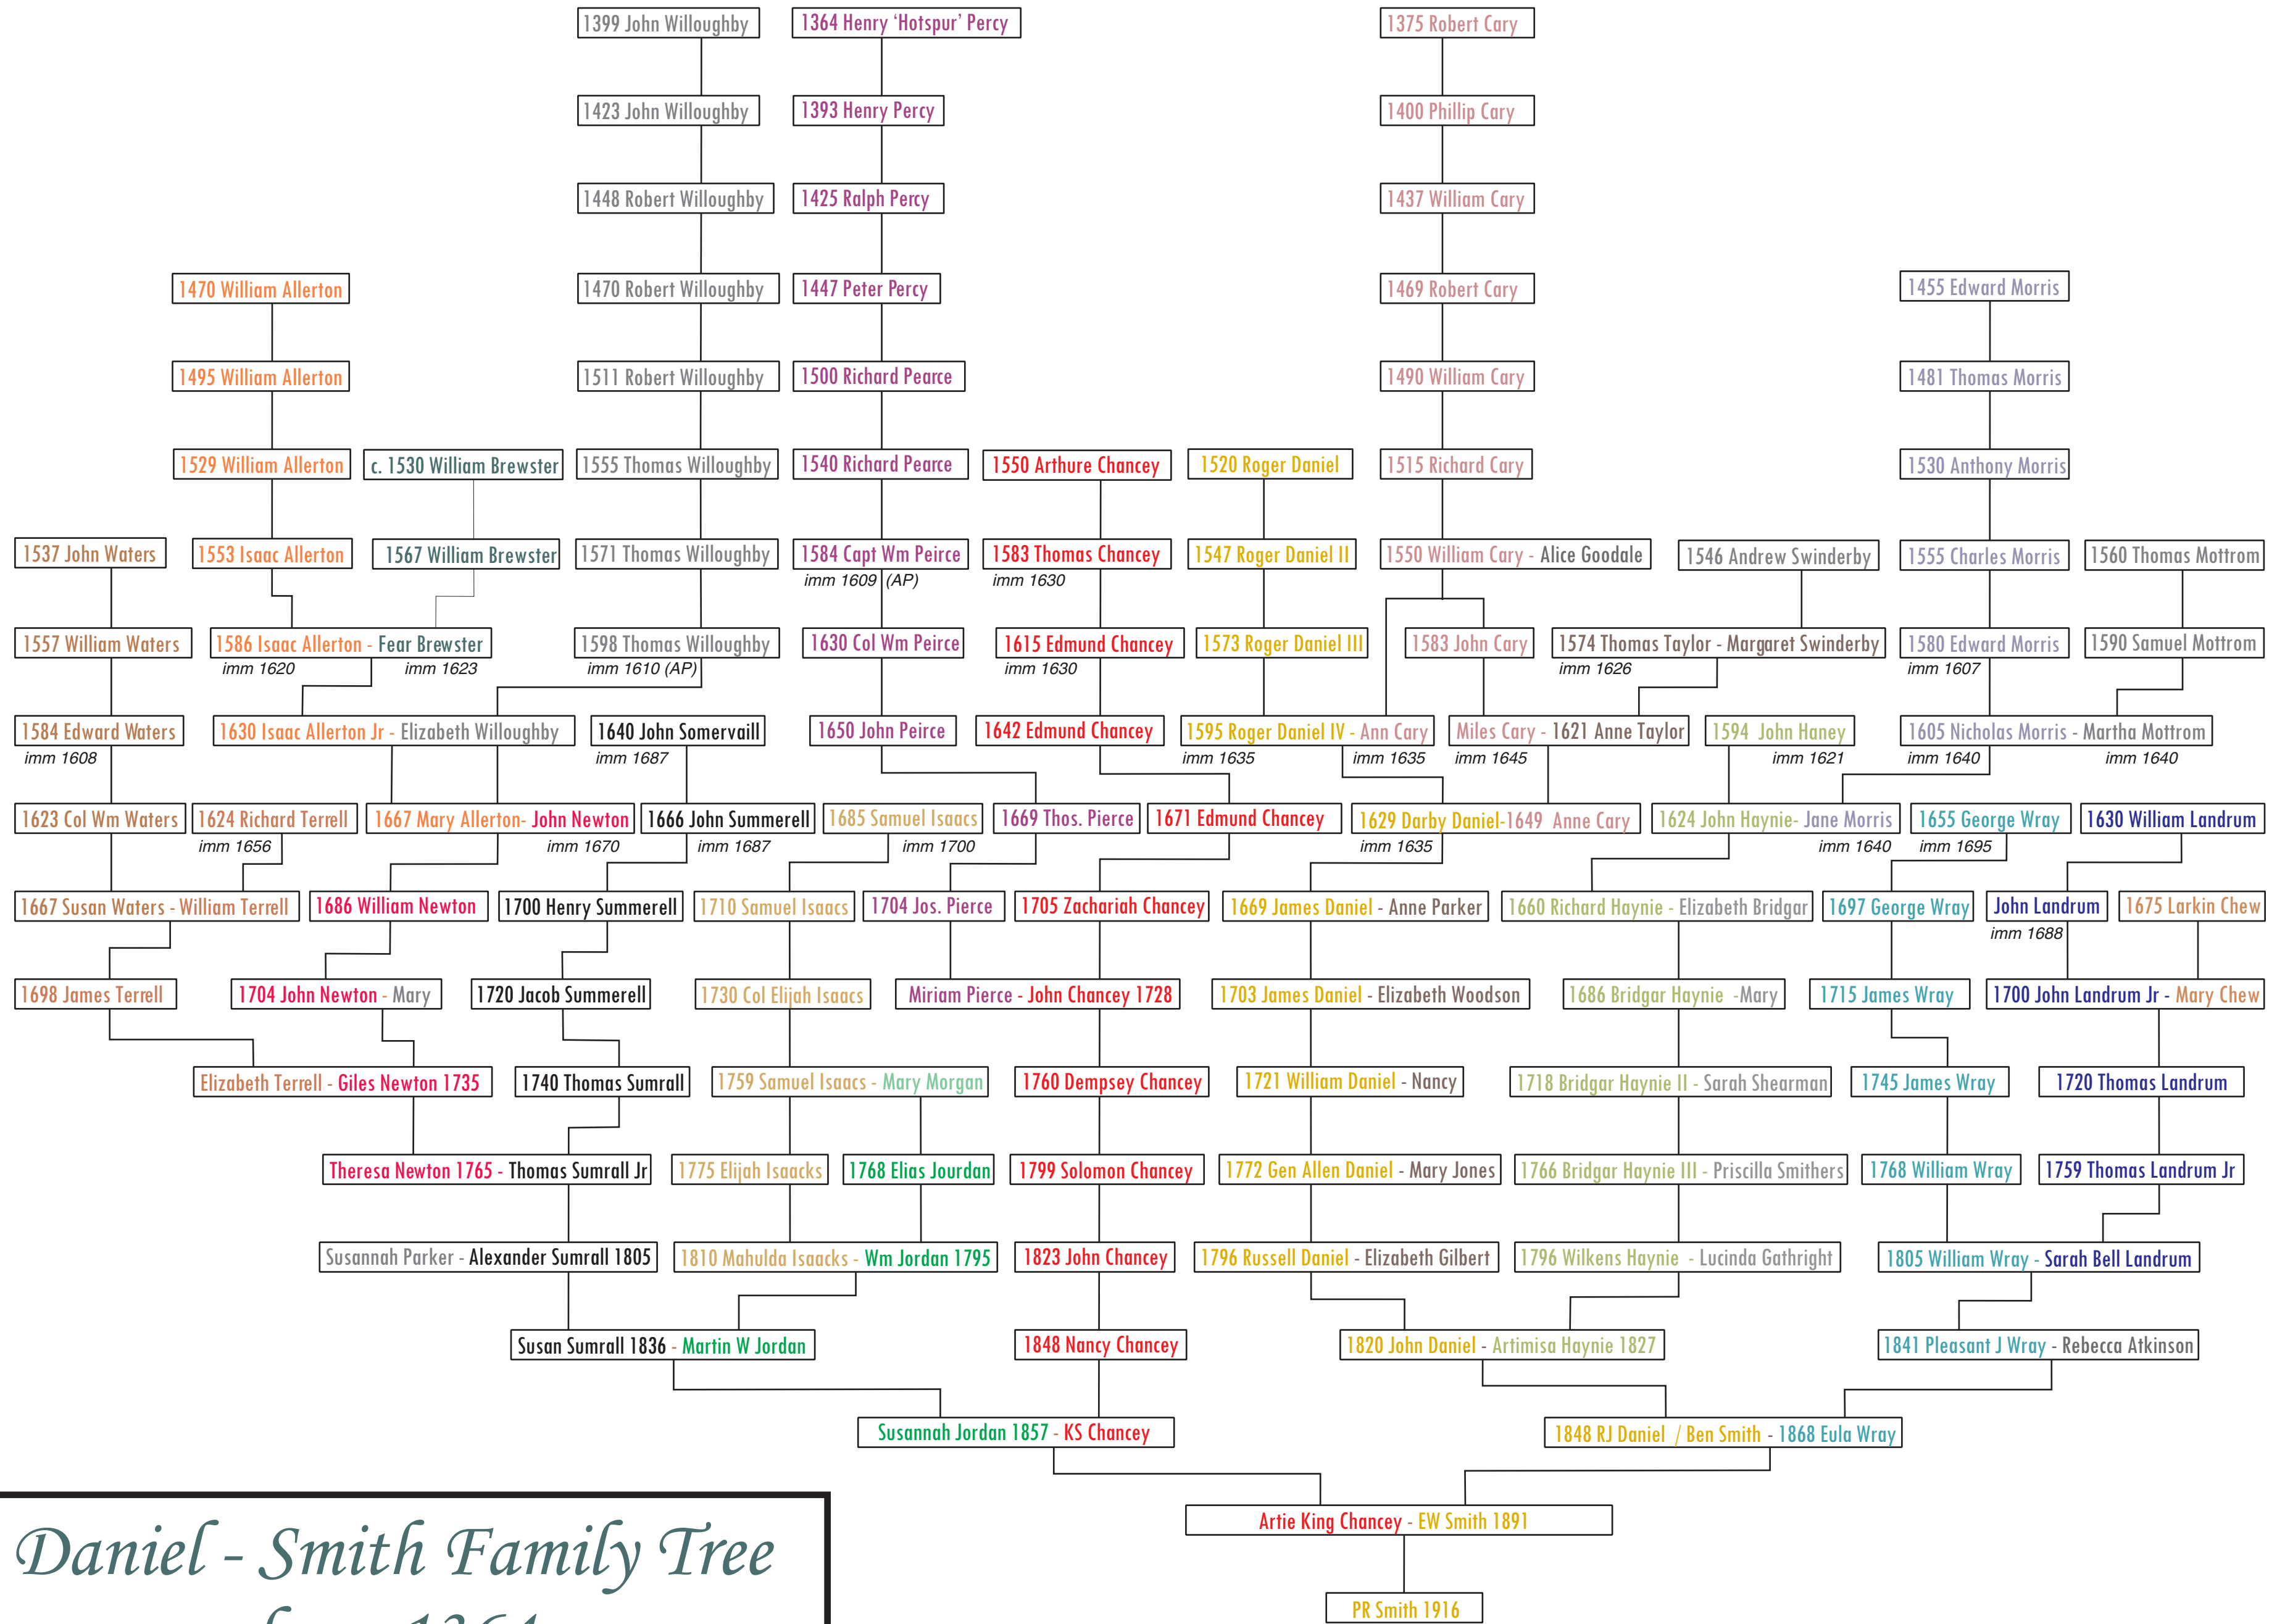 1399 John Willoughby
1364 Henry ‘Hotspur’ Percy
1375 Robert Cary
1423 John Willoughby
1393 Henry Percy
1400 Phillip Cary
1448 Robert Willoughby
1425 Ralph Percy
1437 William Cary
1470 William Allerton
1470 Robert Willoughby
1447 Peter Percy
1469 Robert Cary
1455 Edward Morris
1495 William Allerton
1511 Robert Willoughby
1500 Richard Pearce
1490 William Cary
1481 Thomas Morris
1529 William Allerton
c. 1530 William Brewster
1555 Thomas Willoughby
1540 Richard Pearce
1550 Arthure Chancey
1520 Roger Daniel
1515 Richard Cary
1530 Anthony Morris
1537 John Waters
1553 Isaac Allerton
1567 William Brewster
1571 Thomas Willoughby
1584 Capt Wm Peirce
1583 Thomas Chancey
1547 Roger Daniel II
1550 William Cary - Alice Goodale
1546 Andrew Swinderby
1555 Charles Morris
1560 Thomas Mottrom
imm 1609 (AP)
imm 1630
1557 William Waters
1586 Isaac Allerton - Fear Brewster
1598 Thomas Willoughby
1630 Col Wm Peirce
1615 Edmund Chancey
1573 Roger Daniel III
1583 John Cary
1574 Thomas Taylor - Margaret Swinderby
1580 Edward Morris
1590 Samuel Mottrom
imm 1620
imm 1623
imm 1610 (AP)
imm 1630
imm 1626
imm 1607
1584 Edward Waters
1630 Isaac Allerton Jr - Elizabeth Willoughby
1640 John Somervaill
1650 John Peirce
1642 Edmund Chancey
1595 Roger Daniel IV - Ann Cary
Miles Cary - 1621 Anne Taylor
1594 John Haney
1605 Nicholas Morris - Martha Mottrom
imm 1608
imm 1687
imm 1635
imm 1635
imm 1645
imm 1621
imm 1640
imm 1640
1623 Col Wm Waters
1624 Richard Terrell
1667 Mary Allerton- John Newton
1666 John Summerell
1685 Samuel Isaacs
1669 Thos. Pierce
1671 Edmund Chancey
1629 Darby Daniel-1649 Anne Cary
1624 John Haynie- Jane Morris
1655 George Wray
1630 William Landrum
imm 1656
imm 1670
imm 1687
imm 1700
imm 1635
imm 1640
imm 1695
1667 Susan Waters - William Terrell
1686 William Newton
1700 Henry Summerell
1710 Samuel Isaacs
1704 Jos. Pierce
1705 Zachariah Chancey
1669 James Daniel - Anne Parker
1660 Richard Haynie - Elizabeth Bridgar
1697 George Wray
John Landrum
1675 Larkin Chew
imm 1688
1698 James Terrell
1704 John Newton - Mary
1720 Jacob Summerell
1730 Col Elijah Isaacs
Miriam Pierce - John Chancey 1728
1703 James Daniel - Elizabeth Woodson
1686 Bridgar Haynie -Mary
1715 James Wray
1700 John Landrum Jr - Mary Chew
Elizabeth Terrell - Giles Newton 1735
1740 Thomas Sumrall
1759 Samuel Isaacs - Mary Morgan
1760 Dempsey Chancey
1721 William Daniel - Nancy
1718 Bridgar Haynie II - Sarah Shearman
1745 James Wray
1720 Thomas Landrum
Theresa Newton 1765 - Thomas Sumrall Jr
1775 Elijah Isaacks
1768 Elias Jourdan
1799 Solomon Chancey
1772 Gen Allen Daniel - Mary Jones
1766 Bridgar Haynie III - Priscilla Smithers
1768 William Wray
1759 Thomas Landrum Jr
Susannah Parker - Alexander Sumrall 1805
1810 Mahulda Isaacks - Wm Jordan 1795
1823 John Chancey
1796 Russell Daniel - Elizabeth Gilbert
1796 Wilkens Haynie - Lucinda Gathright
1805 William Wray - Sarah Bell Landrum
Susan Sumrall 1836 - Martin W Jordan
1848 Nancy Chancey
1820 John Daniel - Artimisa Haynie 1827
1841 Pleasant J Wray - Rebecca Atkinson
Susannah Jordan 1857 - KS Chancey
1848 RJ Daniel / Ben Smith - 1868 Eula Wray
Artie King Chancey - EW Smith 1891
Daniel - Smith Family Tree
PR Smith 1916